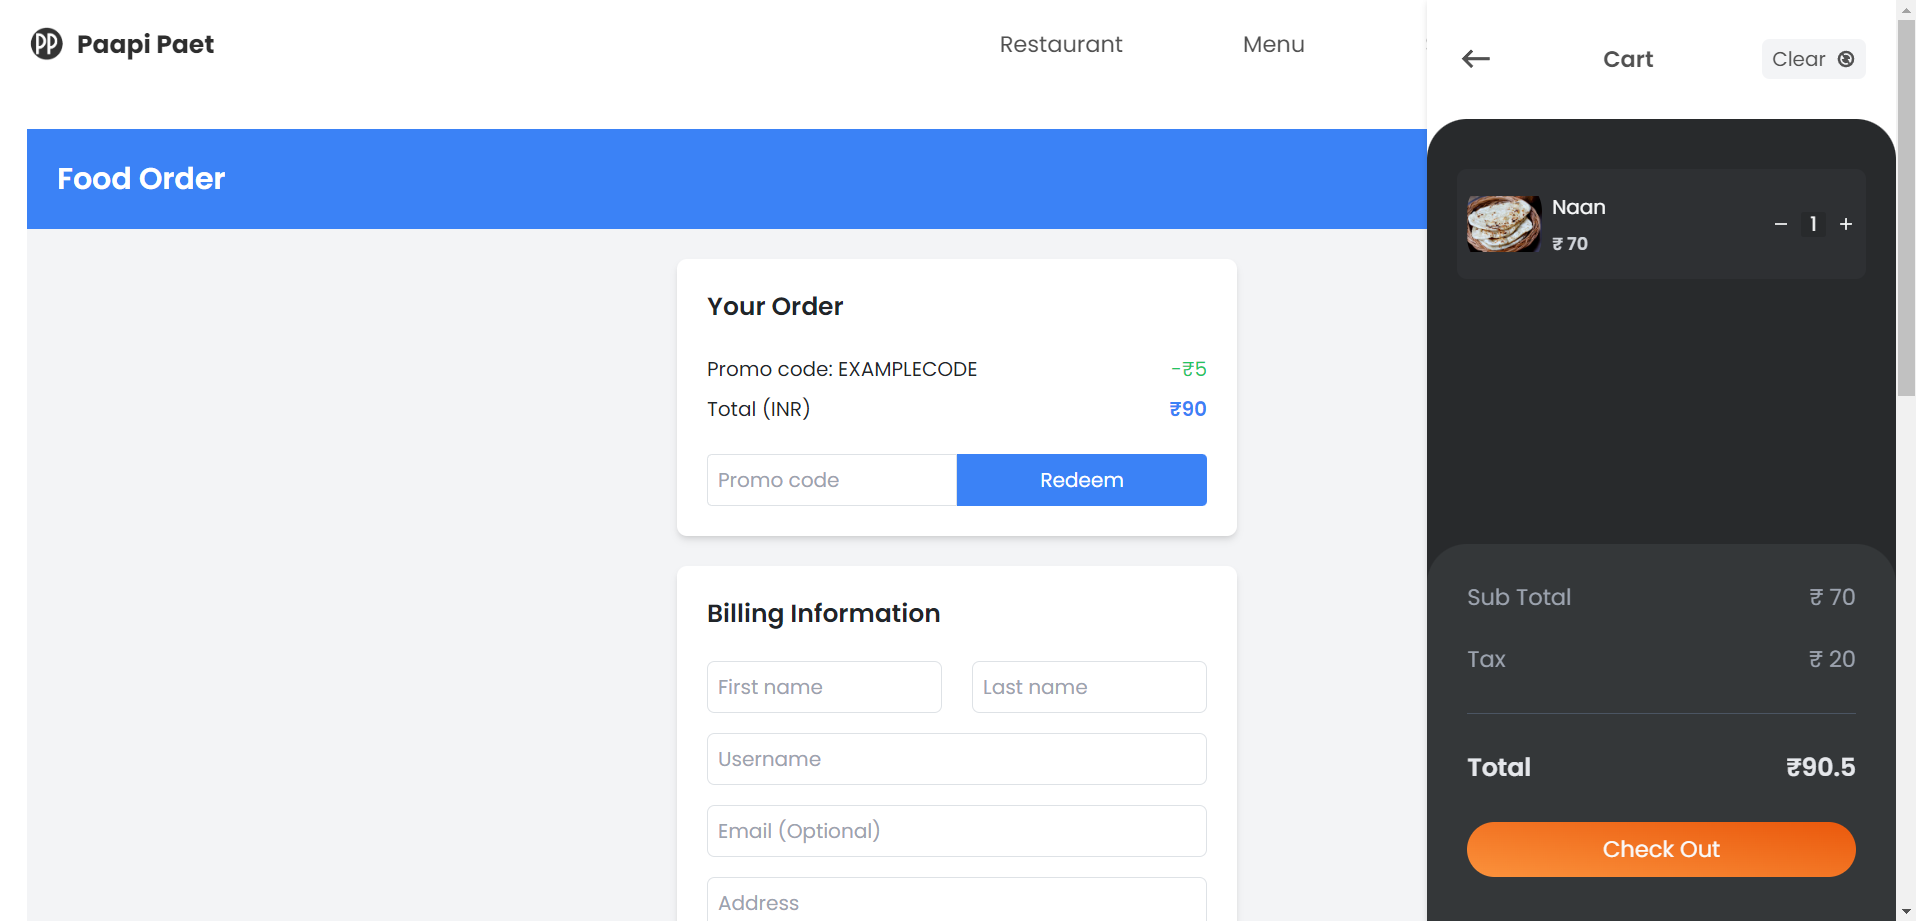 PP Paapi Paet
Restaurant
Menu
Food Order
Your Order
Promo code: EXAMPLECODE -₹5
Total (INR) ₹90
Promo code
Redeem
Billing Information
First name
Last name
Username
Email (Optional)
Address
Cart
Clear
Naan
₹ 70
1
Sub Total ₹ 70
Tax ₹ 20
Total ₹90.5
Check Out